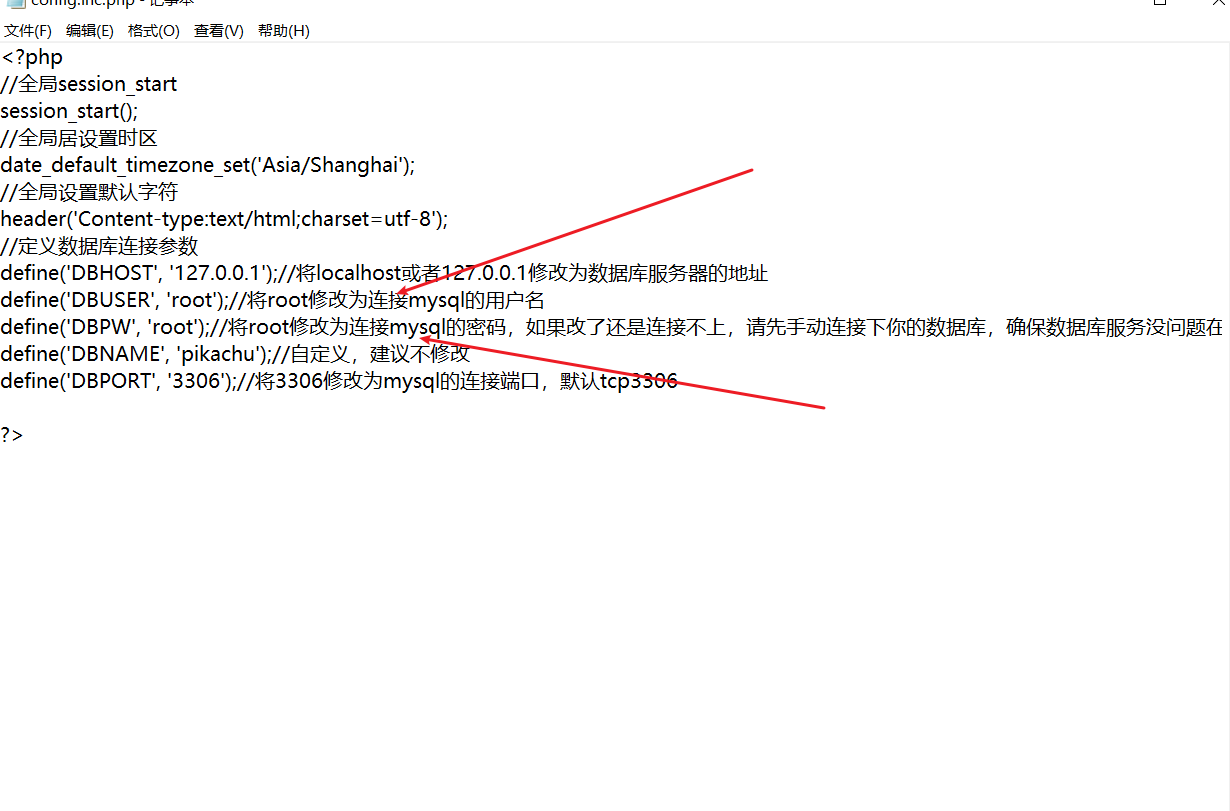 config.inc.php - 记事本
文件(F) 编辑(E) 格式(O) 查看(V) 帮助(H)
<?php
//全局session_start
session_start();
//全局居设置时区
date_default_timezone_set('Asia/Shanghai');
//全局设置默认字符
header('Content-type:text/html;charset=utf-8');
//定义数据库连接参数
define('DBHOST', '127.0.0.1');//将localhost或者127.0.0.1修改为数据库服务器的地址
define('DBUSER', 'root');//将root修改为连接mysql的用户名
define('DBPW', 'root');//将root修改为连接mysql的密码，如果改了还是连接不上，请先手动连接下你的数据库，确保数据库服务没问题在
define('DBNAME', 'pikachu');//自定义，建议不修改
define('DBPORT', '3306');//将3306修改为mysql的连接端口，默认tcp3306
?>